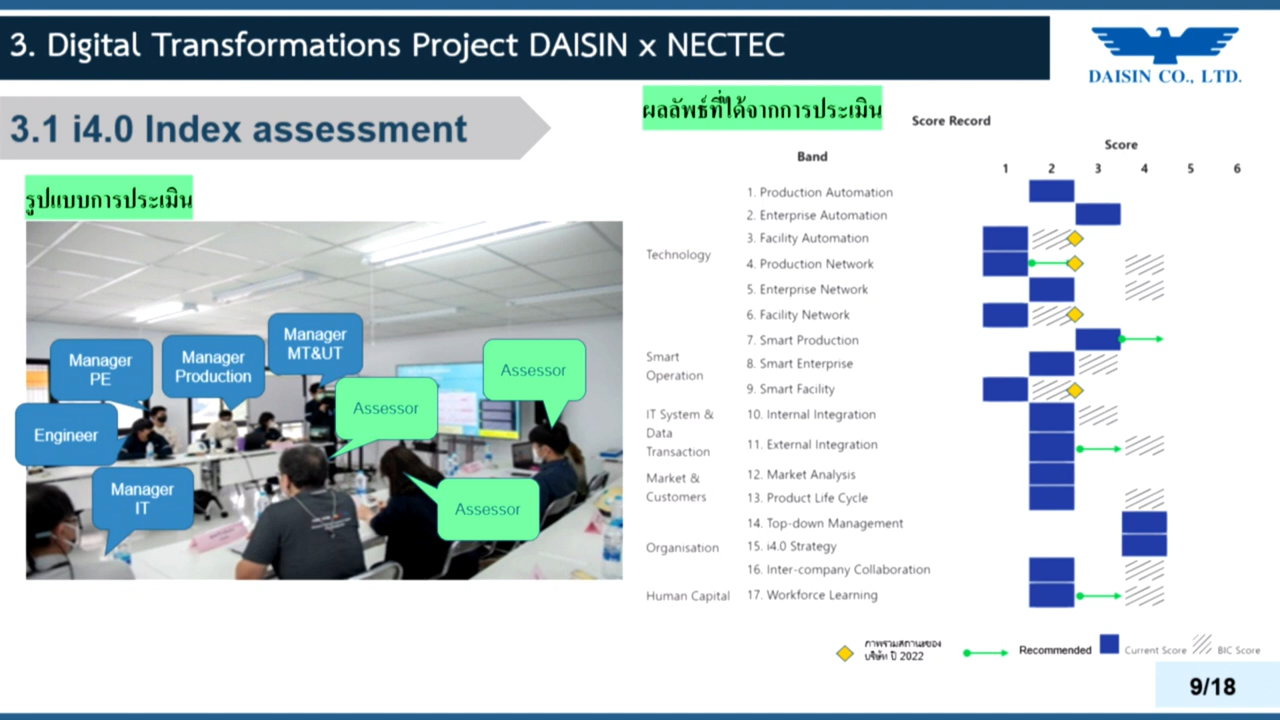 3. Digital Transformations Project DAISIN x NECTEC
DAISIN CO., LTD.
3.1 i4.0 Index assessment
รูปแบบการประเมิน
Manager
PE
Manager
Production
Manager
MT&UT
Assessor
Assessor
Engineer
Manager
IT
Assessor
ผลลัพธ์ที่ได้จากการประเมิน
Score Record
Band
Score
1 2 3 4 5 6
Technology
1. Production Automation
2. Enterprise Automation
3. Facility Automation
4. Production Network
5. Enterprise Network
6. Facility Network
Smart
Operation
7. Smart Production
8. Smart Enterprise
9. Smart Facility
IT System &
Data
Transaction
10. Internal Integration
11. External Integration
Market &
Customers
12. Market Analysis
13. Product Life Cycle
Organisation
14. Top-down Management
15. i4.0 Strategy
16. Inter-company Collaboration
Human Capital
17. Workforce Learning
ภาพรวมสถานะของ
บริษัท ปี 2022
Recommended
Current Score
BIC Score
9/18